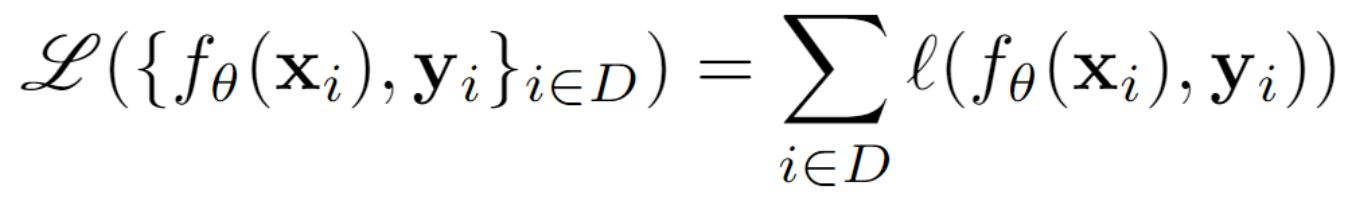 ℒ({f_θ(𝐱_i), 𝐲_i}_{i∈D}) = ∑_{i∈D} ℓ(f_θ(𝐱_i), 𝐲_i))